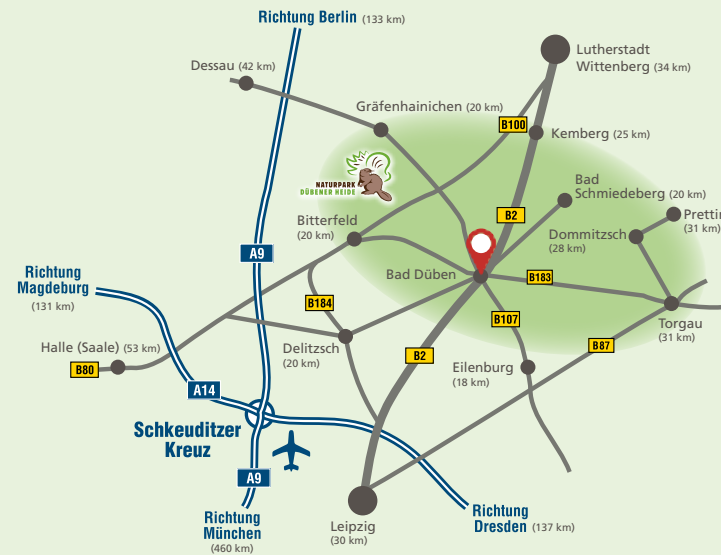 Richtung Berlin (133 km)
Lutherstadt
Wittenberg (34 km)
Dessau (42 km)
Gräfenhainichen (20 km)
B100
Kemberg (25 km)
NATURPARK
DÜBENER HEIDE
Bad
Schmiedeberg (20 km)
Prettin
(31 km)
Bitterfeld
(20 km)
B2
Dommitzsch
(28 km)
A9
Richtung
Magdeburg
(131 km)
Bad Düben
B183
B184
B107
Torgau
(31 km)
Halle (Saale) (53 km)
B80
Delitzsch
(20 km)
B2
B87
Eilenburg
(18 km)
A14
Schkeuditzer
Kreuz
A9
Richtung
München
(460 km)
Leipzig
(30 km)
Richtung
Dresden (137 km)